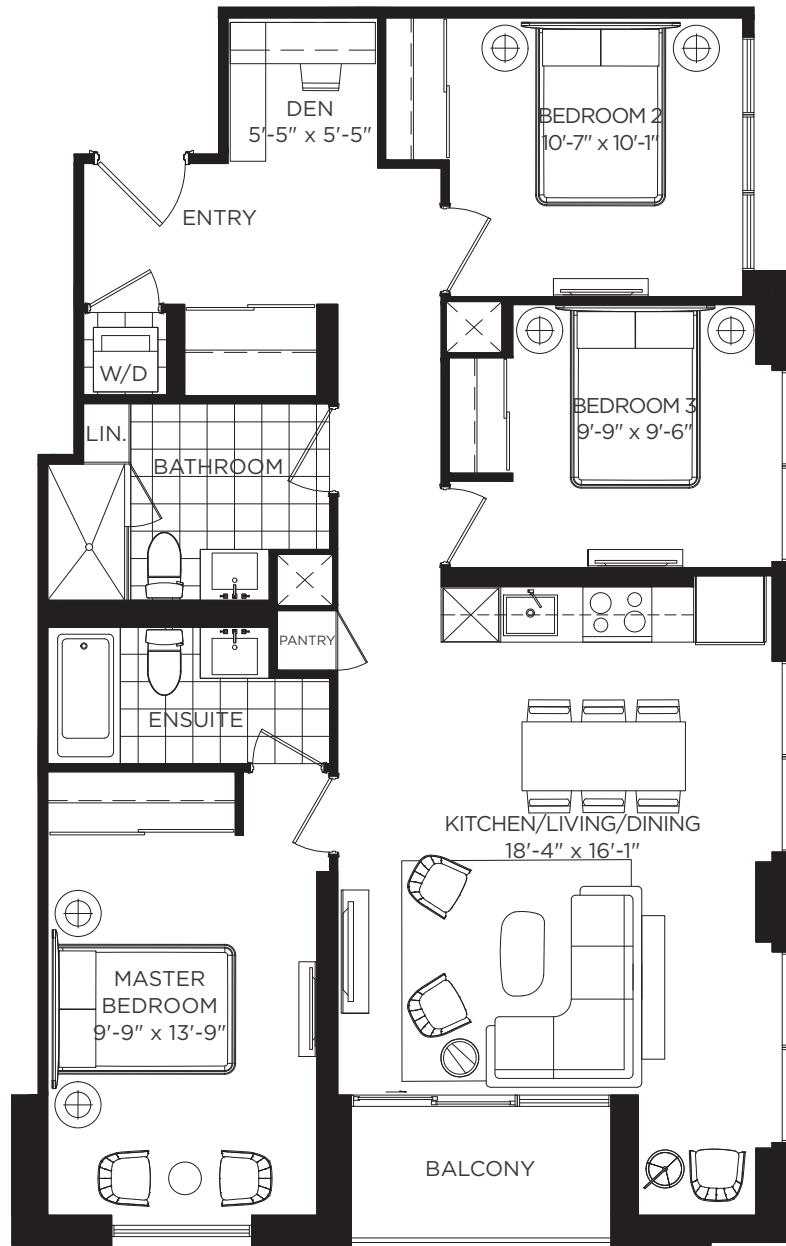 DEN
5'-5" x 5'-5"
BEDROOM 2
10'-7" x 10'-1"
ENTRY
W/D
BEDROOM 3
9'-9" x 9'-6"
LIN.
BATHROOM
PANTRY
ENSUITE
KITCHEN/LIVING/DINING
18'-4" x 16'-1"
MASTER
BEDROOM
9'-9" x 13'-9"
BALCONY